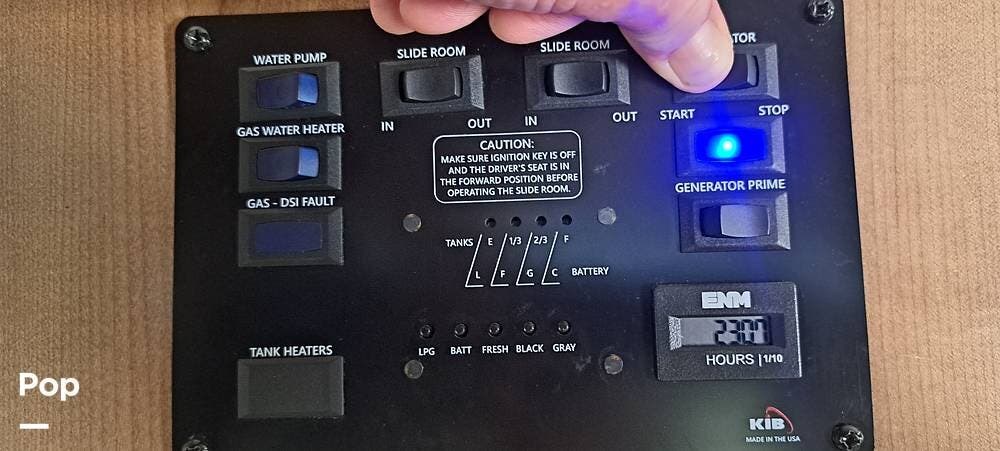 WATER PUMP
SLIDE ROOM
IN OUT
SLIDE ROOM
IN OUT
START STOP
GAS WATER HEATER
CAUTION:
MAKE SURE IGNITION KEY IS OFF
AND THE DRIVER'S SEAT IS IN
THE FORWARD POSITION BEFORE
OPERATING THE SLIDE ROOM.
GENERATOR PRIME
GAS - DSI FAULT
TANKS E 1/3 2/3 F
L F G C BATTERY
ENM
HOURS | 1/10
LPG BATT FRESH BLACK GRAY
TANK HEATERS
KIB
MADE IN THE USA
Pop